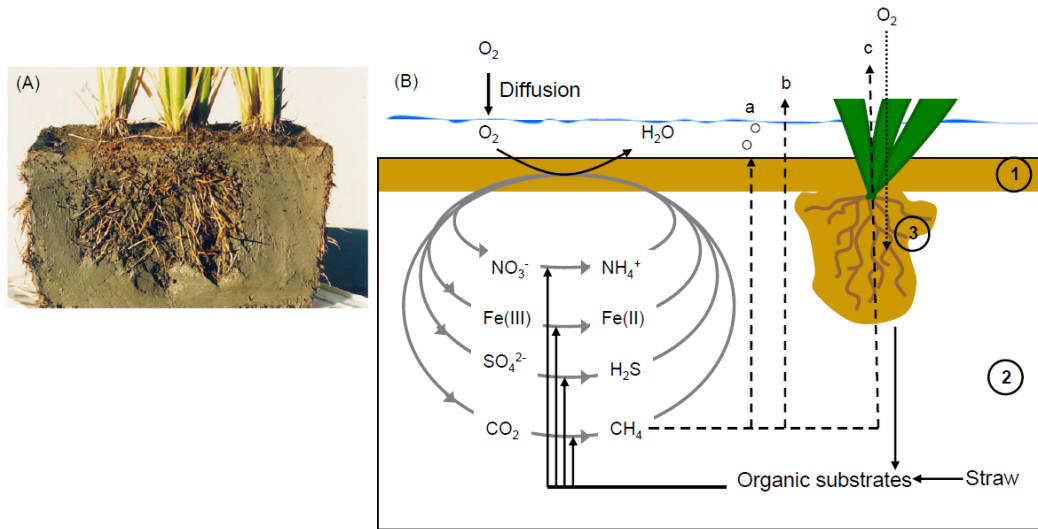 (A)
(B)
O₂
Diffusion
O₂
H₂O
a
b
c
O₂
1
3
2
NO₃⁻
NH₄⁺
Fe(III)
Fe(II)
SO₄²⁻
H₂S
CO₂
CH₄
Organic substrates
Straw